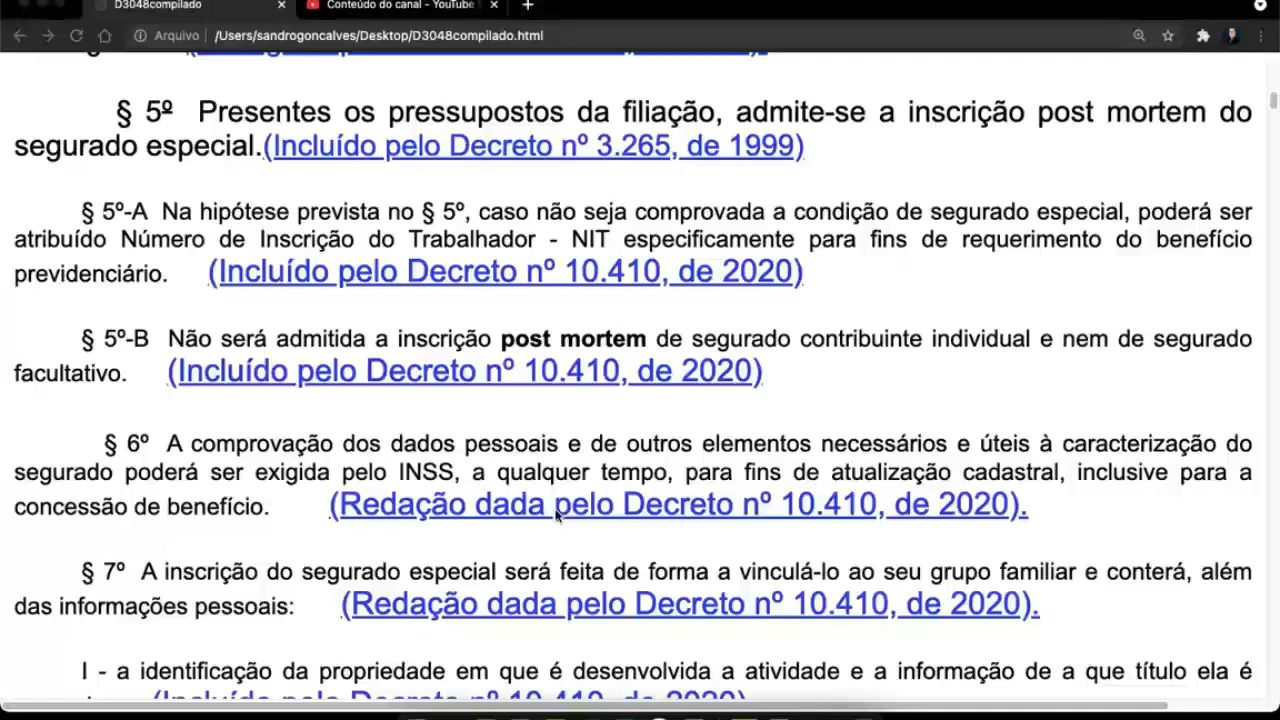 D3048compilado
Conteúdo do canal - YouTube
Arquivo /Users/sandrogoncalves/Desktop/D3048compilado.html
§ 5º Presentes os pressupostos da filiação, admite-se a inscrição post mortem do
segurado especial.(Incluído pelo Decreto nº 3.265, de 1999)
§ 5º-A Na hipótese prevista no § 5º, caso não seja comprovada a condição de segurado especial, poderá ser
atribuído Número de Inscrição do Trabalhador - NIT especificamente para fins de requerimento do benefício
previdenciário. (Incluído pelo Decreto nº 10.410, de 2020)
§ 5º-B Não será admitida a inscrição post mortem de segurado contribuinte individual e nem de segurado
facultativo. (Incluído pelo Decreto nº 10.410, de 2020)
§ 6º A comprovação dos dados pessoais e de outros elementos necessários e úteis à caracterização do
segurado poderá ser exigida pelo INSS, a qualquer tempo, para fins de atualização cadastral, inclusive para a
concessão de benefício. (Redação dada pelo Decreto nº 10.410, de 2020).
§ 7º A inscrição do segurado especial será feita de forma a vinculá-lo ao seu grupo familiar e conterá, além
das informações pessoais: (Redação dada pelo Decreto nº 10.410, de 2020).
I - a identificação da propriedade em que é desenvolvida a atividade e a informação de a que título ela é
(Incluído pelo Decreto nº 10.410, de 2020)